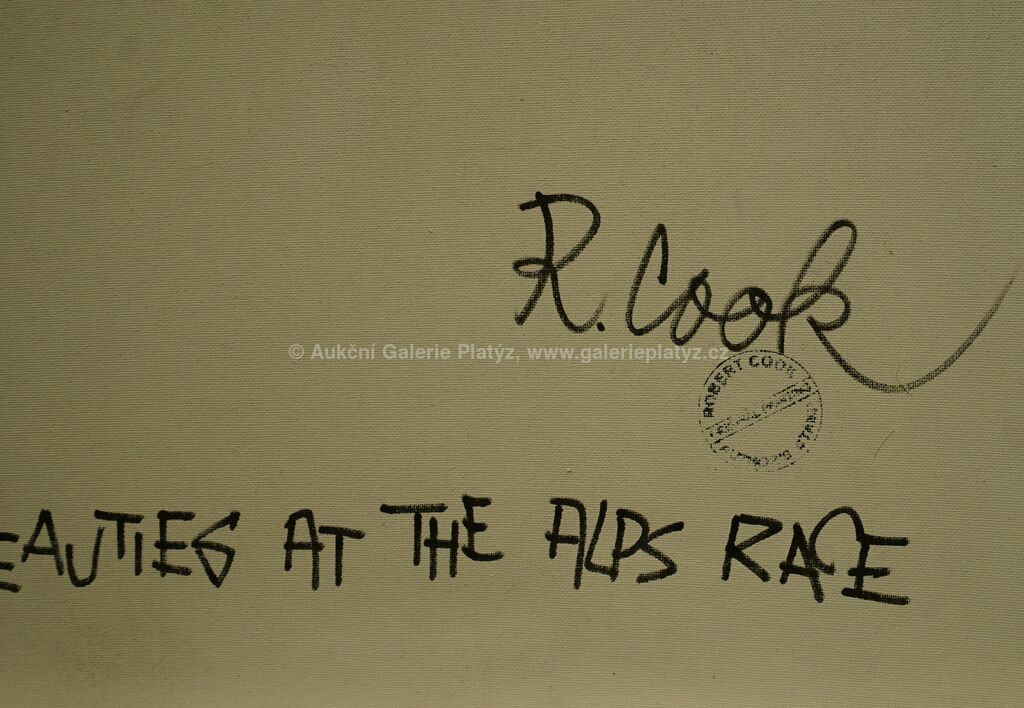 R. Cook
© Aukční Galerie Platýz, www.galerieplatyz.cz
ROBERT COOK
EAUTIES AT THE ALPS RACE